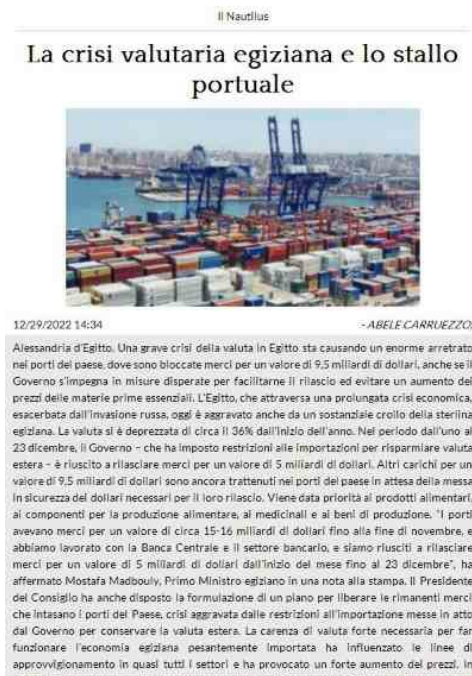 Il Nautilus
La crisi valutaria egiziana e lo stallo
portuale
12/29/2022 14:34
- ABELE CARRUEZZO;
Alessandria d'Egitto. Una grave crisi della valuta in Egitto sta causando un enorme arretrato
nei porti del paese, dove sono bloccate merci per un valore di 9,5 miliardi di dollari, anche se il
Governo s'impegna in misure disperate per facilitarne il rilascio ed evitare un aumento dei
prezzi delle materie prime essenziali. L'Egitto, che attraversa una prolungata crisi economica,
esacerbata dall'invasione russa, oggi è aggravato anche da un sostanziale crollo della sterlina
egiziana. La valuta si è deprezzata di circa il 36% dall'inizio dell'anno. Nel periodo dall'uno al
23 dicembre, il Governo – che ha imposto restrizioni alle importazioni per risparmiare valuta
estera – è riuscito a rilasciare merci per un valore di 5 miliardi di dollari. Altri carichi per un
valore di 9,5 miliardi di dollari sono ancora trattenuti nei porti del paese in attesa della messa
in sicurezza dei dollari necessari per il loro rilascio. Viene data priorità ai prodotti alimentari,
ai componenti per la produzione alimentare, ai medicinali e ai beni di produzione. "I porti
avevano merci per un valore di circa 15-16 miliardi di dollari fino alla fine di novembre, e
abbiamo lavorato con la Banca Centrale e il settore bancario, e siamo riusciti a rilasciare
merci per un valore di 5 miliardi di dollari dall'inizio del mese fino al 23 dicembre", ha
affermato Mostafa Madbouly, Primo Ministro egiziano in una nota alla stampa. Il Presidente
del Consiglio ha anche disposto la formulazione di un piano per liberare le rimanenti merci
che intasano i porti del Paese, crisi aggravata dalle restrizioni all'importazione messe in atto
dal Governo per conservare la valuta estera. La carenza di valuta forte necessaria per far
funzionare l'economia egiziana pesantemente importata ha influenzato le linee di
approvvigionamento in quasi tutti i settori e ha provocato un forte aumento dei prezzi. In